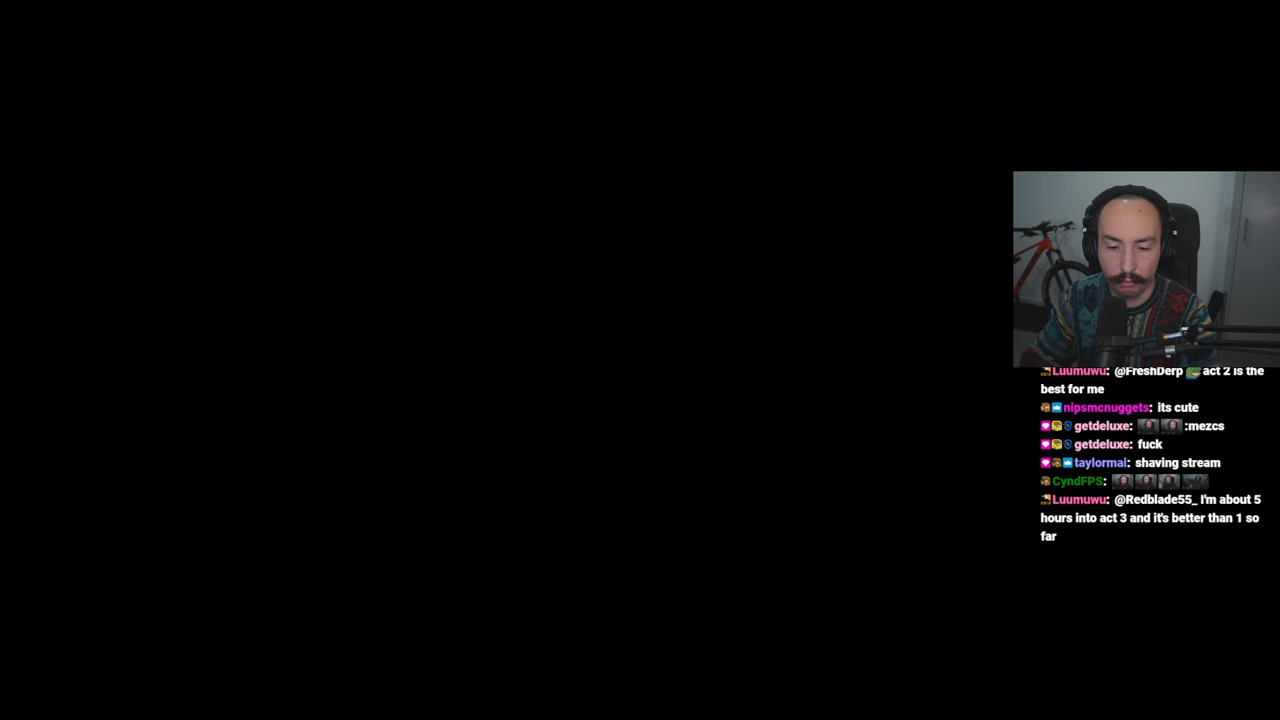 Luumuwu: @FreshDerp act 2 is the
best for me
nipsmcnuggets: its cute
getdeluxe: :mezcs
getdeluxe: fuck
taylormai: shaving stream
CyndFPS:
Luumuwu: @Redblade55_ I'm about 5
hours into act 3 and it's better than 1 so
far